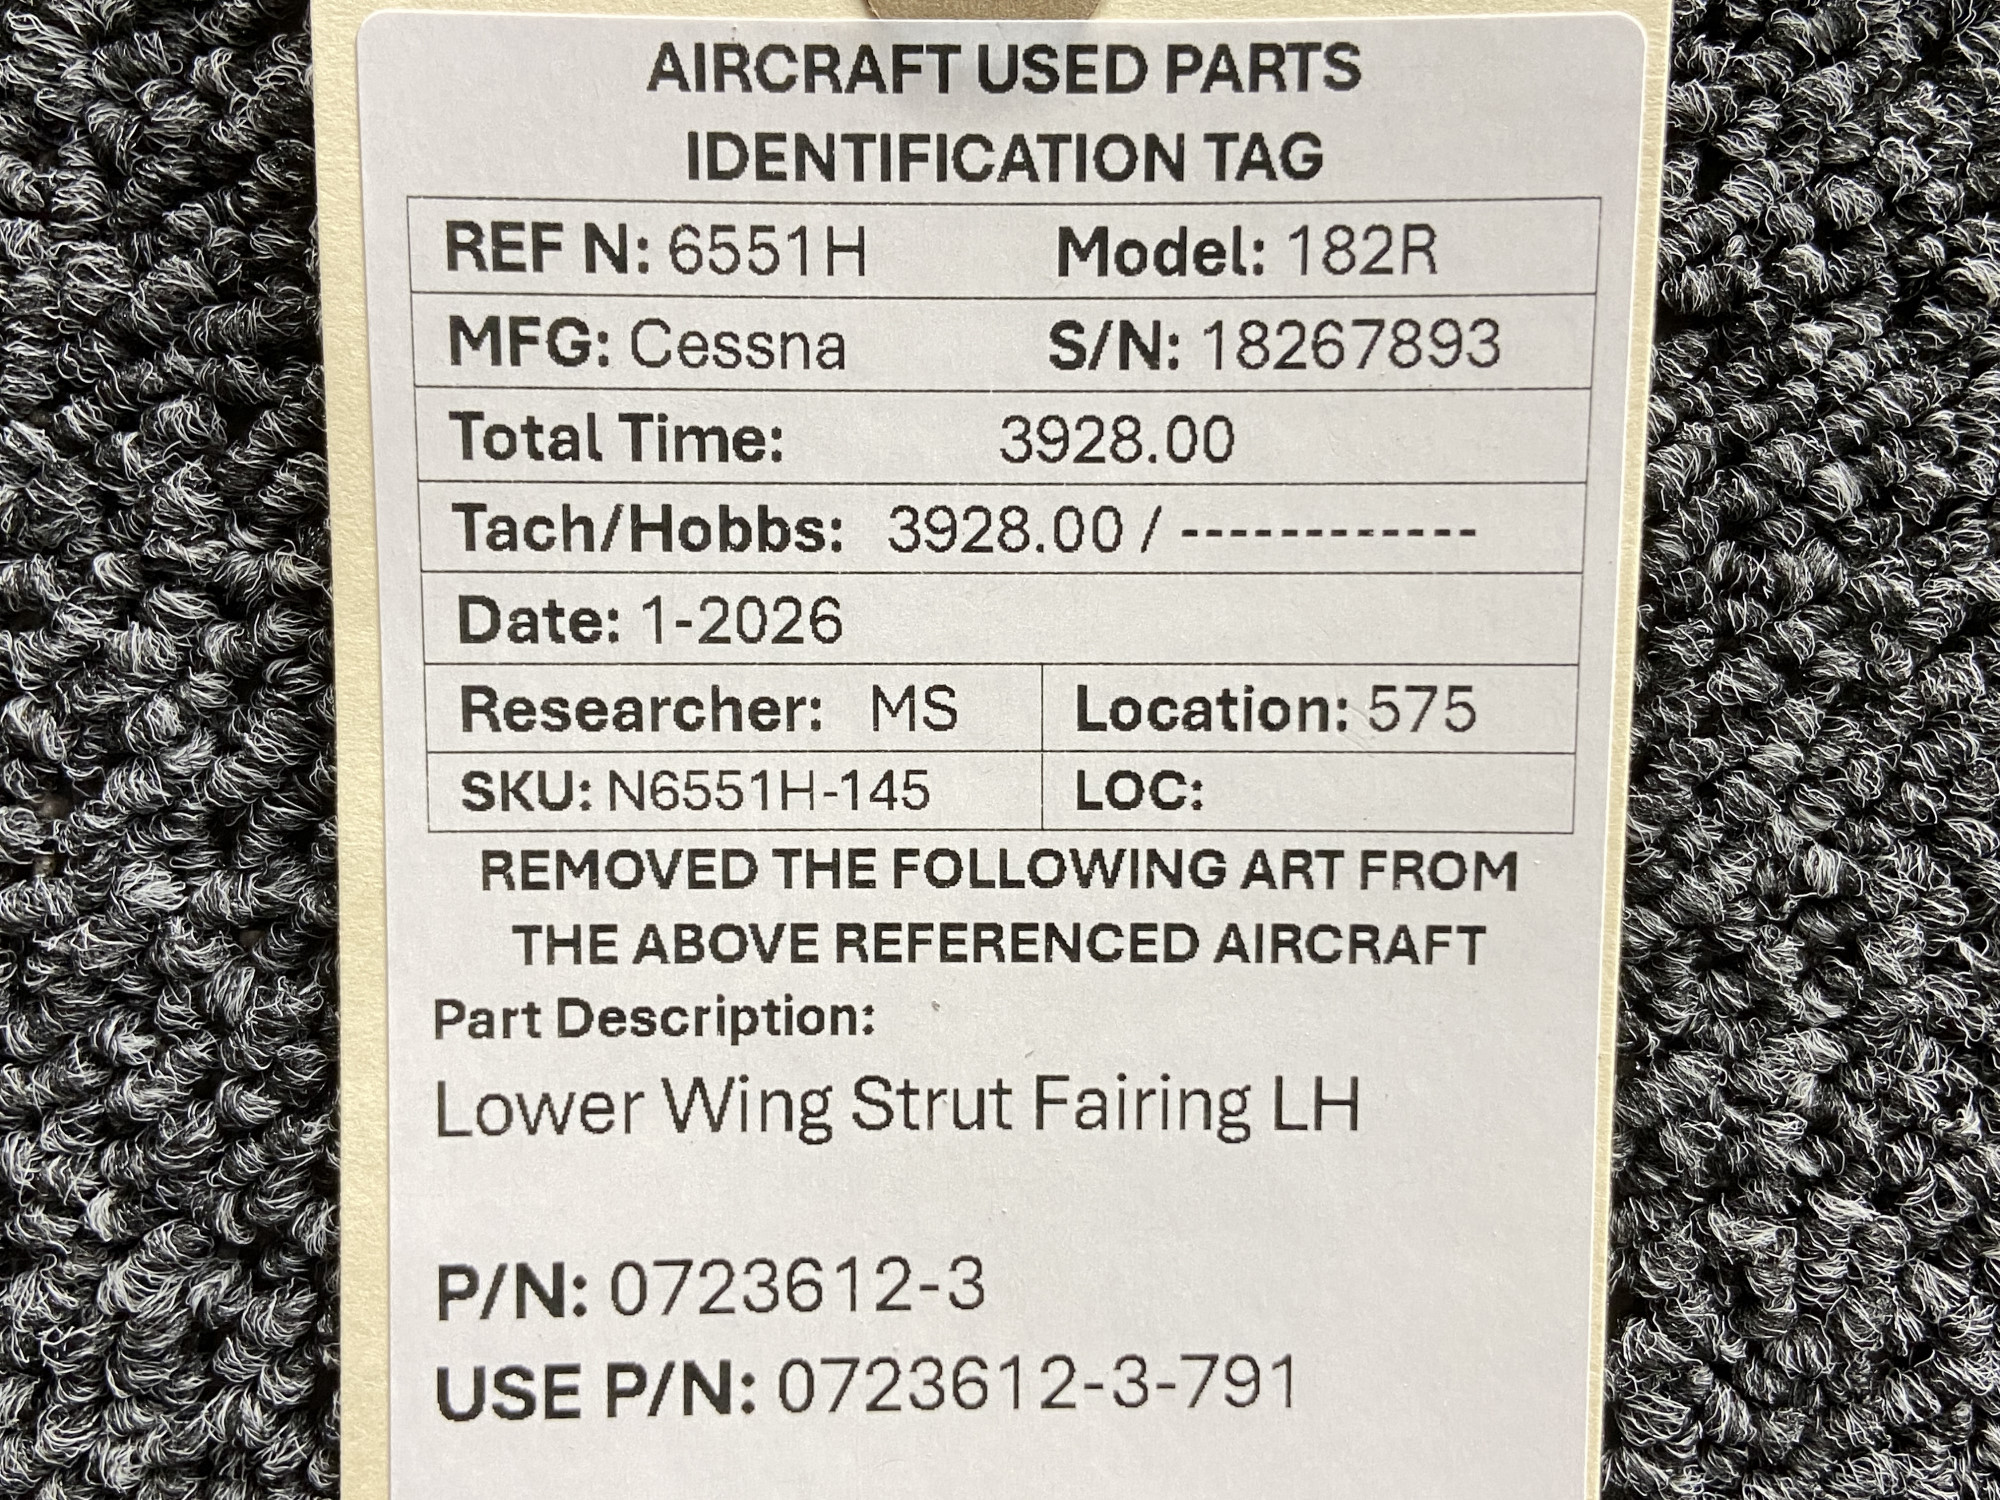 AIRCRAFT USED PARTS
IDENTIFICATION TAG
REF N: 6551H Model: 182R
MFG: Cessna S/N: 18267893
Total Time: 3928.00
Tach/Hobbs: 3928.00 / ------------
Date: 1-2026
Researcher: MS Location: 575
SKU: N6551H-145 LOC:
REMOVED THE FOLLOWING ART FROM
THE ABOVE REFERENCED AIRCRAFT
Part Description:
Lower Wing Strut Fairing LH
P/N: 0723612-3
USE P/N: 0723612-3-791